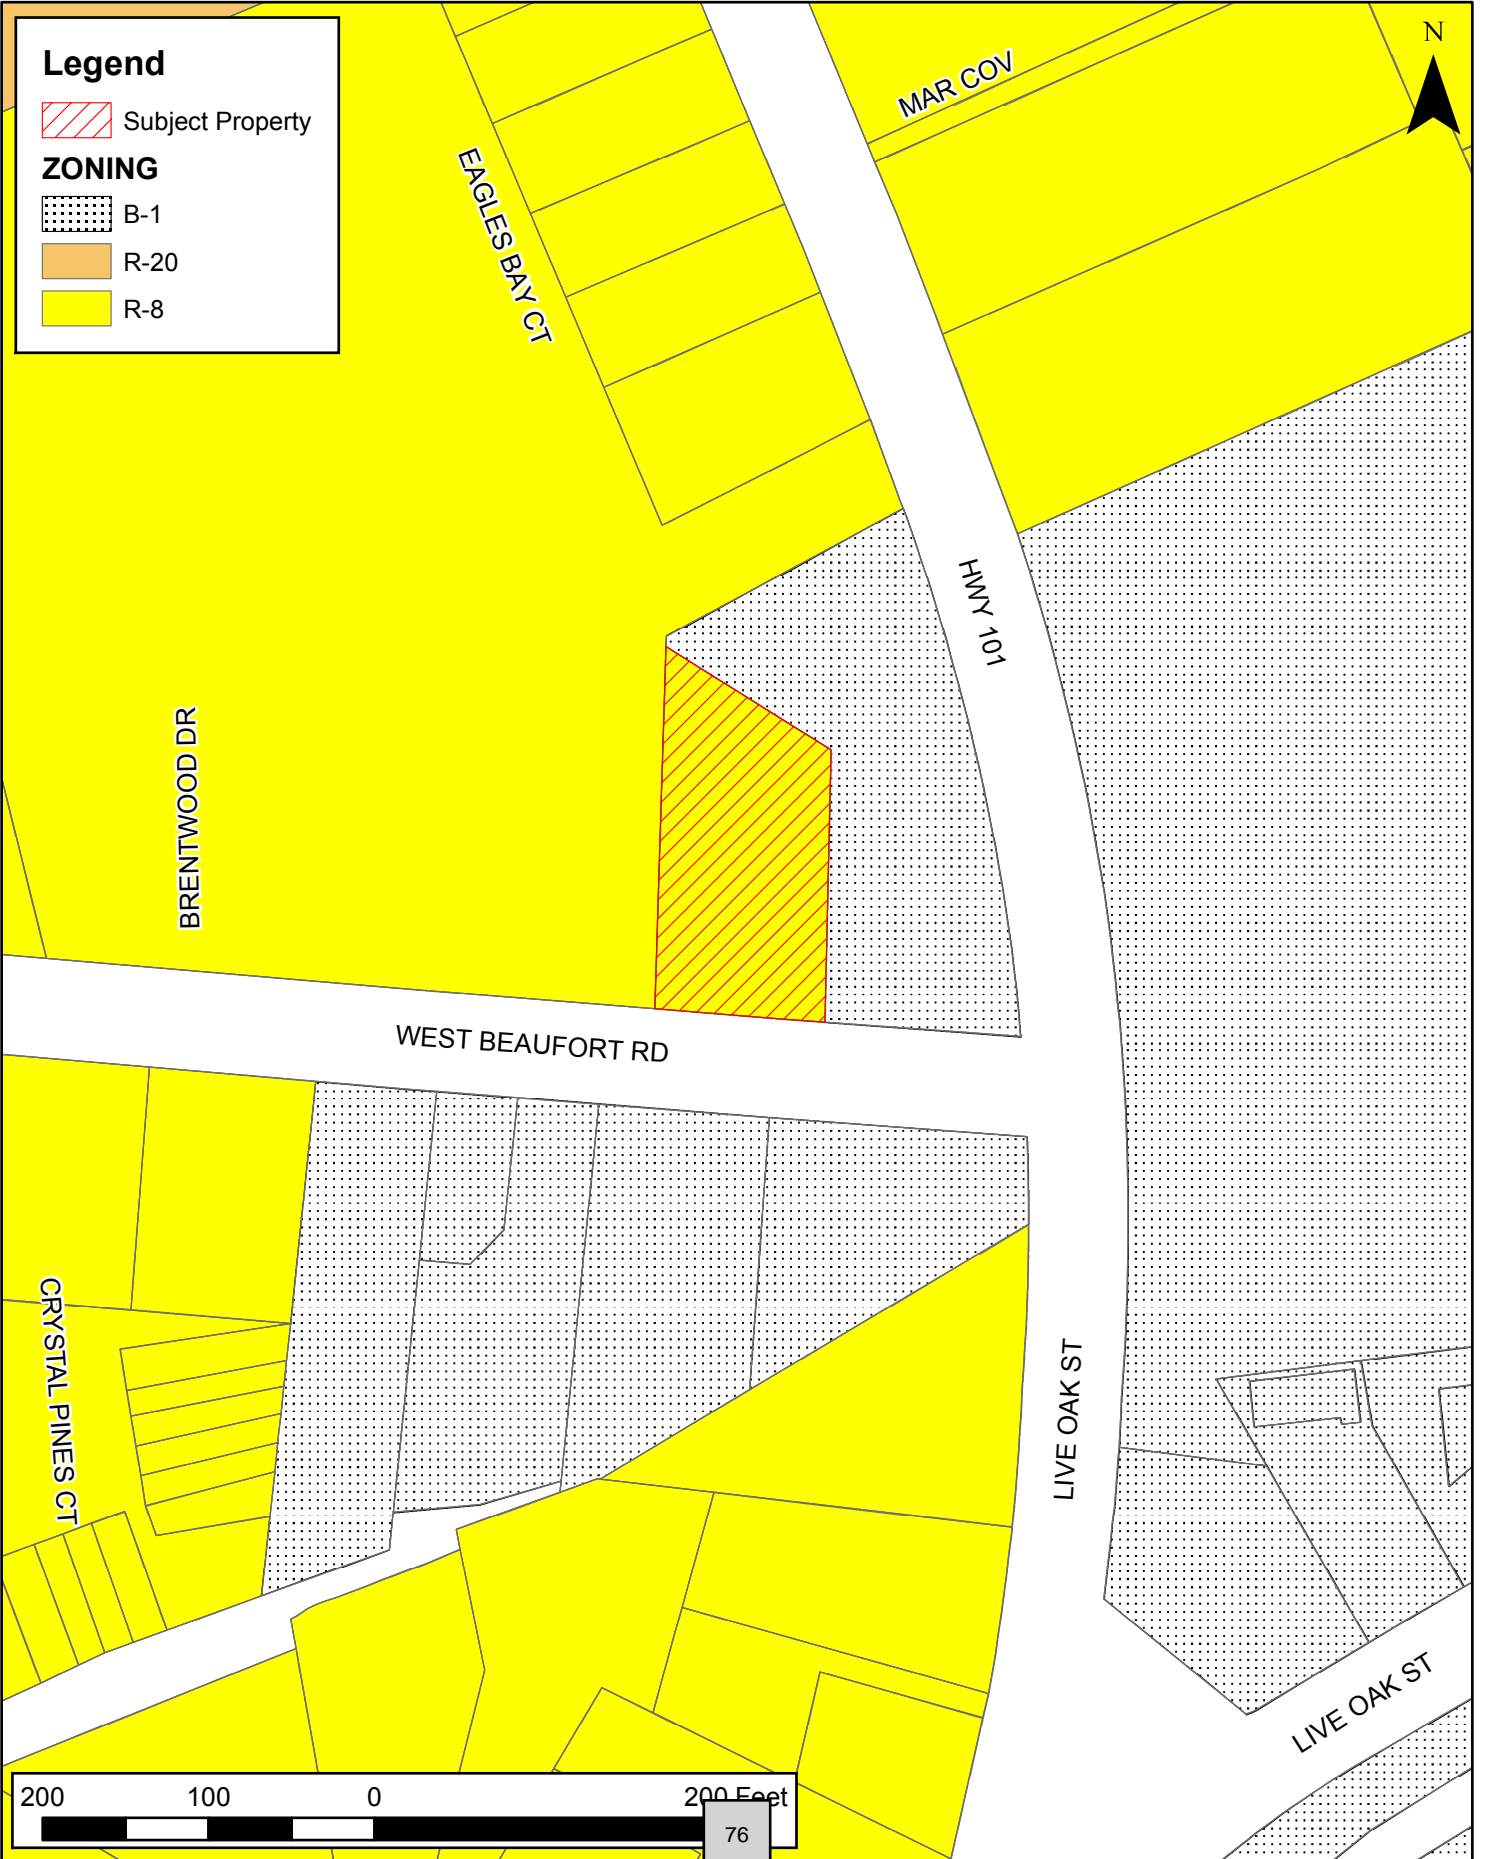 Legend
Subject Property
ZONING
B-1
R-20
R-8
N
MAR COV
EAGLES BAY CT
HWY 101
BRENTWOOD DR
WEST BEAUFORT RD
CRYSTAL PINES CT
LIVE OAK ST
LIVE OAK ST
200 100 0 200 Feet
76